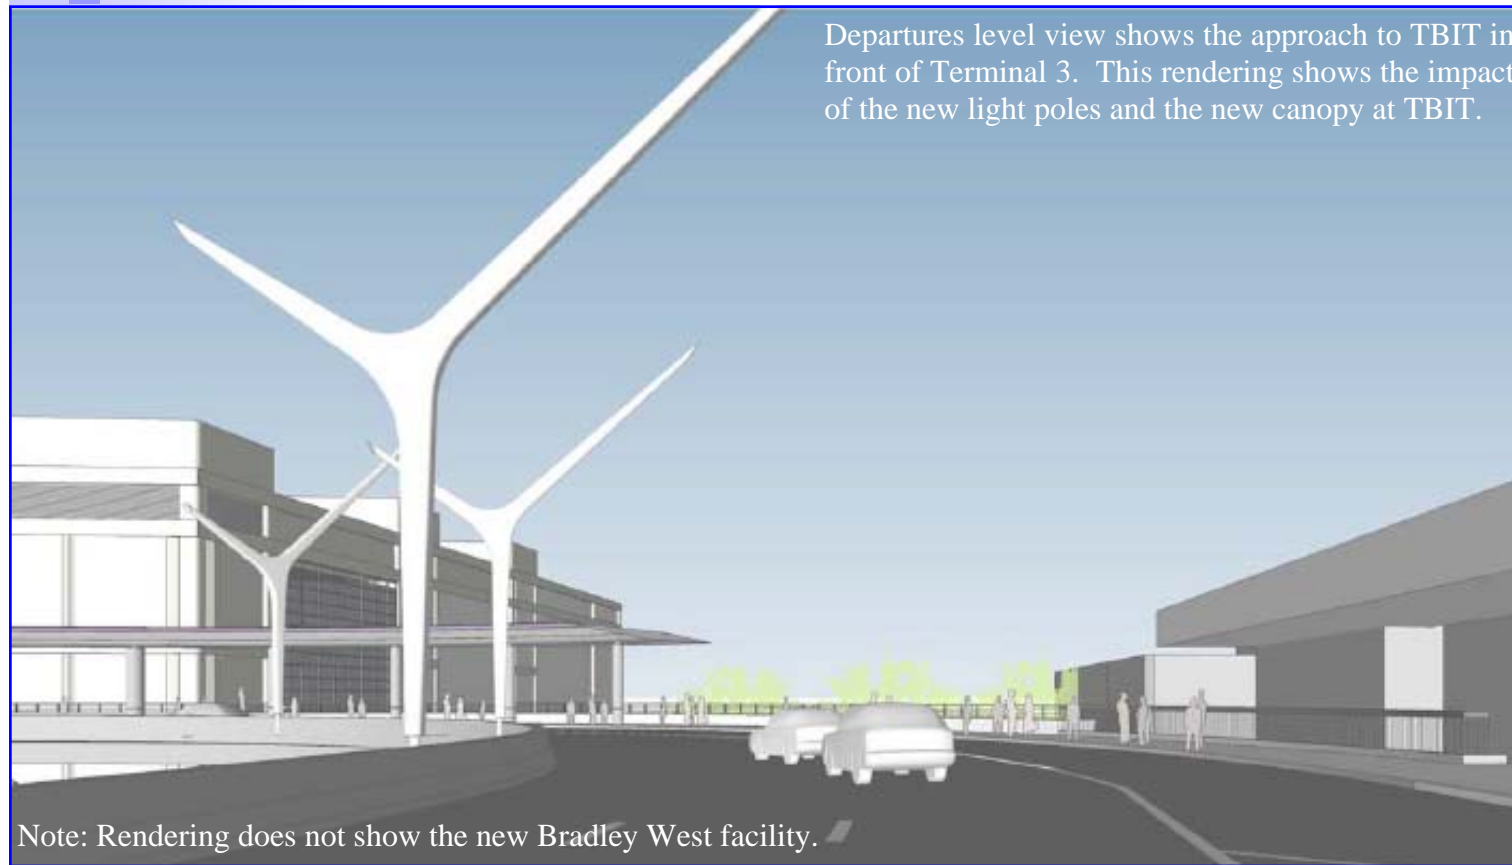 Departures level view shows the approach to TBIT in
front of Terminal 3.  This rendering shows the impact
of the new light poles and the new canopy at TBIT.
Note: Rendering does not show the new Bradley West facility.